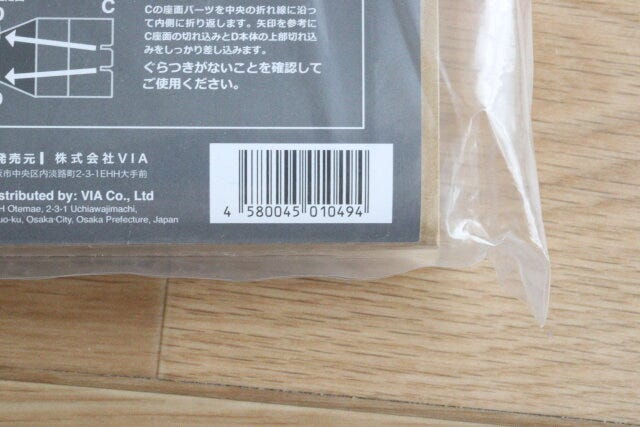 C
Cの座面パーツを中央の折れ線に沿っ
て内側に折り返します。矢印を参考に
C座面の切れ込みとD本体の上部切れ込
みをしっかり差し込みます。
ぐらつきがないことを確認して
ご使用ください。
発売元 株式会社VIA
阪市中央区内淡路町2-3-1EHH大手前
stributed by: VIA Co., Ltd
H Otemae, 2-3-1 Uchiawajimachi,
uo-ku, Osaka-City, Osaka Prefecture, Japan
4 580045 010494